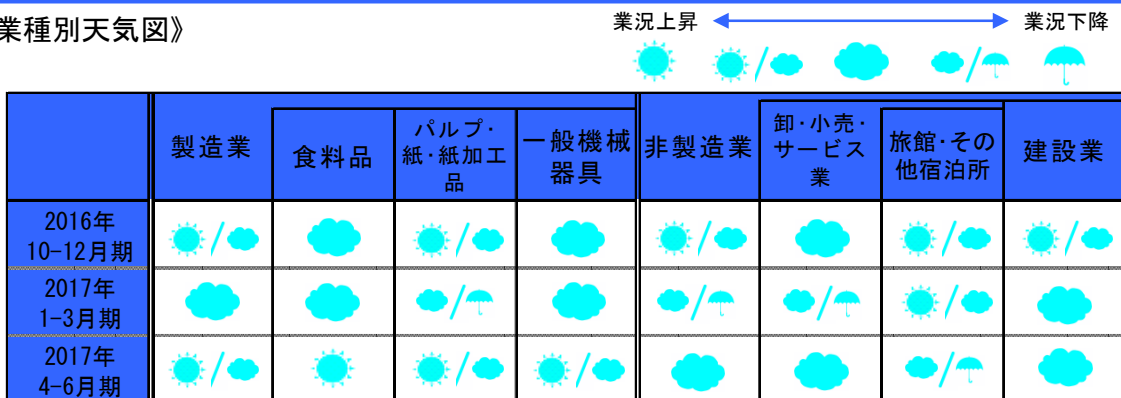 業種別天気図》
業況上昇
業況下降
製造業
食料品
パルプ・
紙・紙加工
品
一般機械
器具
非製造業
卸・小売・
サービス
業
旅館・その
他宿泊所
建設業
2016年
10-12月期
2017年
1-3月期
2017年
4-6月期